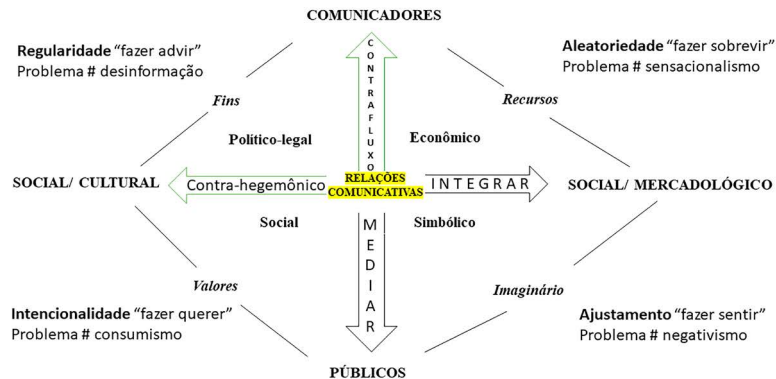 COMUNICADORES
Regularidade “fazer advir”
Problema # desinformação
Aleatoriedade “fazer sobrevir”
Problema # sensacionalismo
CONTRAFLUXO
Fins
Recursos
Político-legal
Econômico
SOCIAL/ CULTURAL
Contra-hegemônico
RELAÇÕES
COMUNICATIVAS
INTEGRAR
SOCIAL/ MERCADOLÓGICO
Social
Simbólico
MEDIAR
Valores
Imaginário
Intencionalidade “fazer querer”
Problema # consumismo
Ajustamento “fazer sentir”
Problema # negativismo
PÚBLICOS